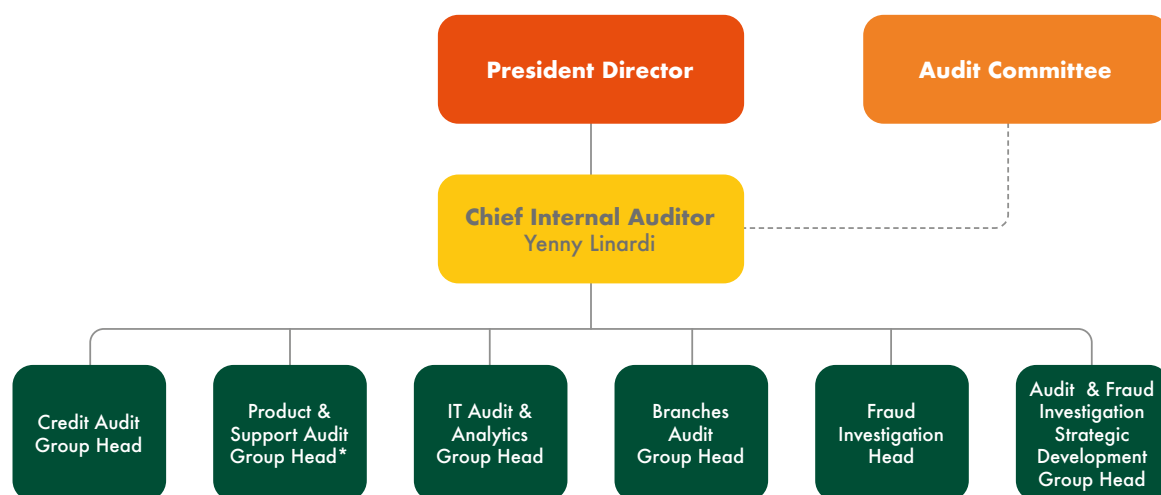 President Director
Audit Committee
Chief Internal Auditor
Yenny Linardi
Credit Audit
Group Head
Product &
Support Audit
Group Head*
IT Audit &
Analytics
Group Head
Branches
Audit
Group Head
Fraud
Investigation
Head
Audit & Fraud
Investigation
Strategic
Development
Group Head